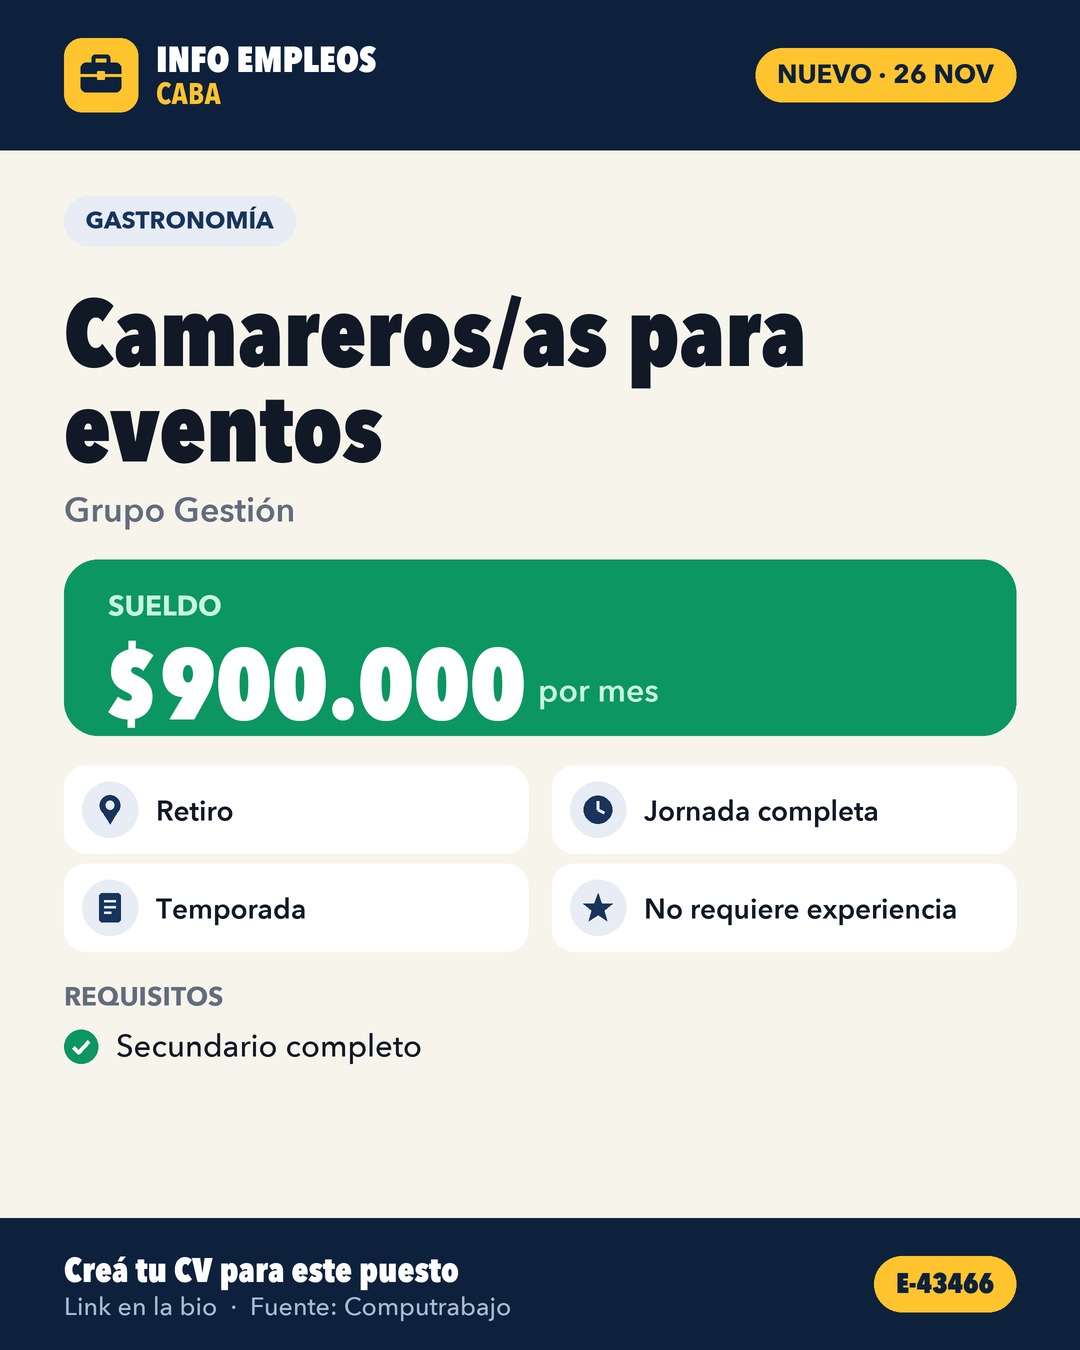 INFO EMPLEOS
CABA
NUEVO · 26 NOV
GASTRONOMÍA
Camareros/as para
eventos
Grupo Gestión
SUELDO
$900.000 por mes
Retiro
Jornada completa
Temporada
No requiere experiencia
REQUISITOS
Secundario completo
Creá tu CV para este puesto
Link en la bio · Fuente: Computrabajo
E-43466